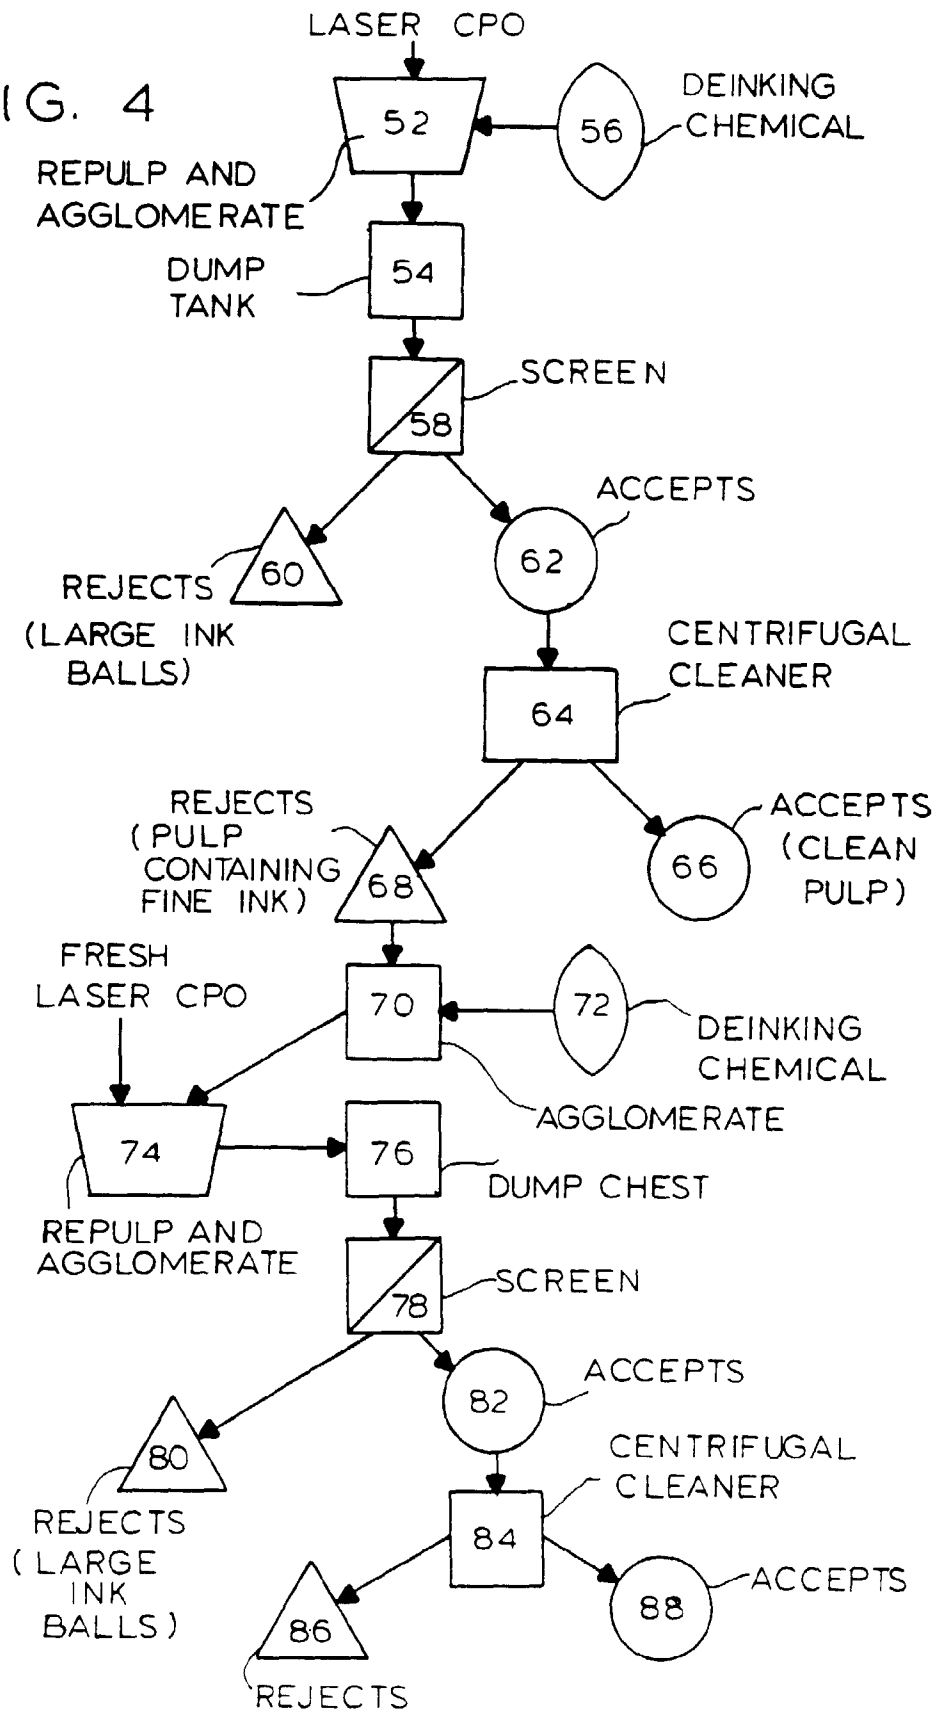 LASER CPO
IG. 4
52
56
DEINKING
CHEMICAL
REPULP AND
AGGLOMERATE
54
DUMP
TANK
SCREEN
58
ACCEPTS
62
60
REJECTS
(LARGE INK
BALLS)
CENTRIFUGAL
CLEANER
64
REJECTS
(PULP
CONTAINING
FINE INK)
68
66
ACCEPTS
(CLEAN
PULP)
FRESH
LASER CPO
70
72
DEINKING
CHEMICAL
AGGLOMERATE
74
76
DUMP CHEST
REPULP AND
AGGLOMERATE
SCREEN
78
ACCEPTS
82
80
REJECTS
(LARGE
INK
BALLS)
CENTRIFUGAL
CLEANER
84
ACCEPTS
88
86
REJECTS